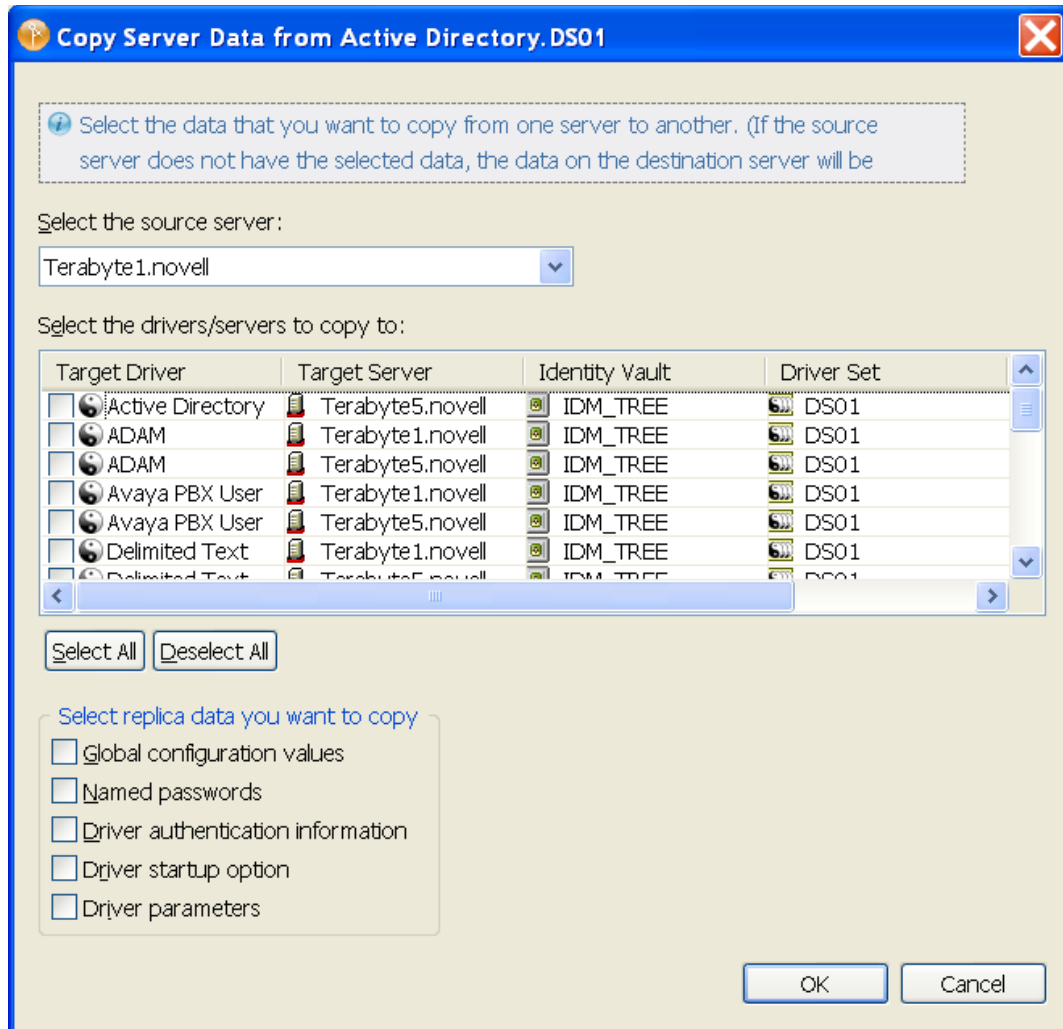 Copy Server Data from Active Directory.DS01
Select the data that you want to copy from one server to another. (If the source
server does not have the selected data, the data on the destination server will be
Select the source server:
Terabyte1.novell
Select the drivers/servers to copy to:
Target Driver Target Server Identity Vault Driver Set
Active Directory Terabyte5.novell IDM_TREE DS01
ADAM Terabyte1.novell IDM_TREE DS01
ADAM Terabyte5.novell IDM_TREE DS01
Avaya PBX User Terabyte1.novell IDM_TREE DS01
Avaya PBX User Terabyte5.novell IDM_TREE DS01
Delimited Text Terabyte1.novell IDM_TREE DS01
Delimited Text Terabyte5.novell IDM_TREE DS01
Select All Deselect All
Select replica data you want to copy
Global configuration values
Named passwords
Driver authentication information
Driver startup option
Driver parameters
OK Cancel